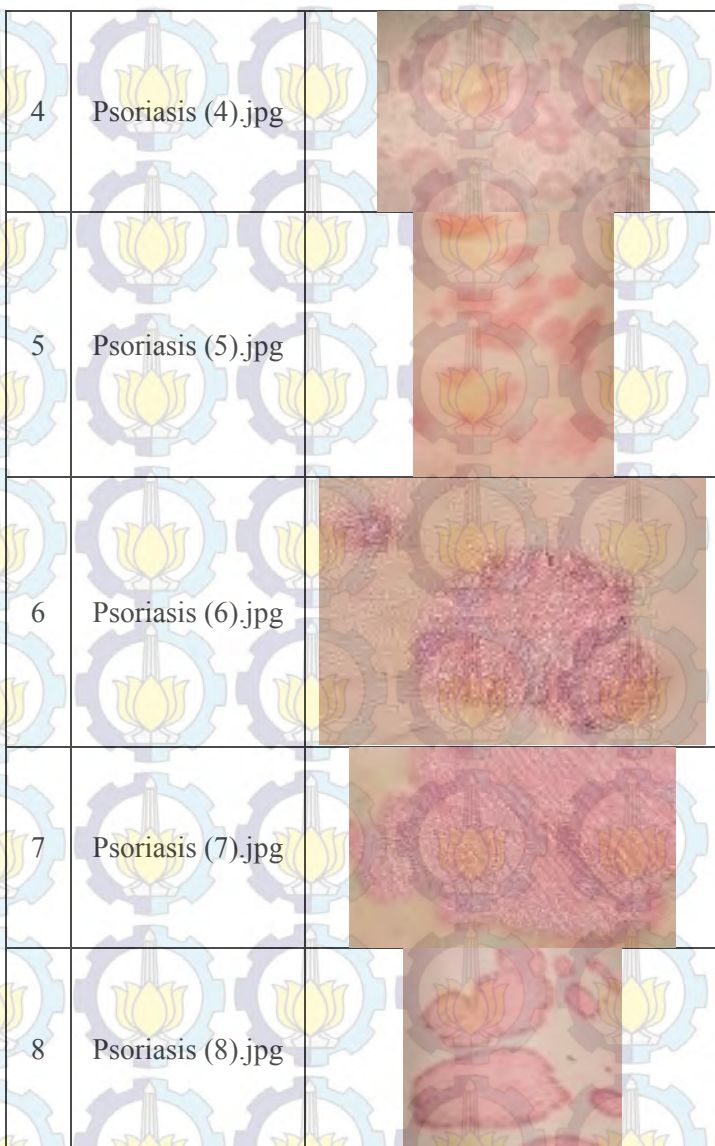 4 Psoriasis (4).jpg
5 Psoriasis (5).jpg
6 Psoriasis (6).jpg
7 Psoriasis (7).jpg
8 Psoriasis (8).jpg